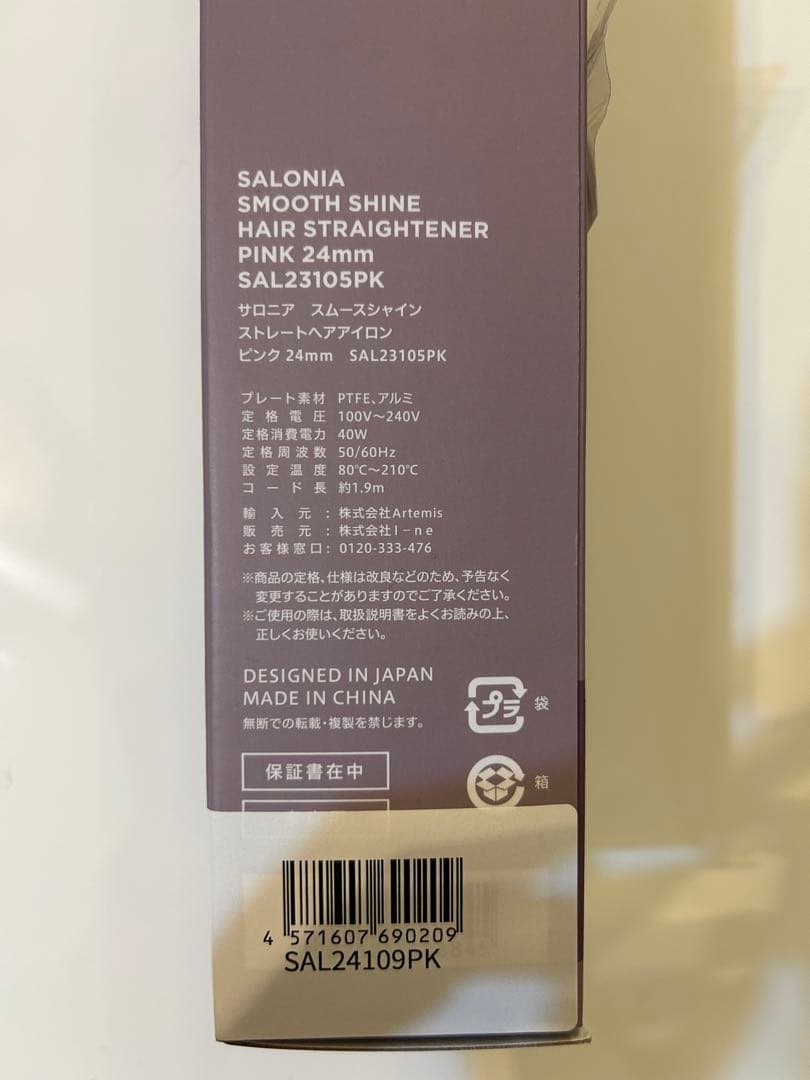 SALONIA
SMOOTH SHINE
HAIR STRAIGHTENER
PINK 24mm
SAL23105PK
サロニア　スムースシャイン
ストレートヘアアイロン
ピンク 24mm　SAL23105PK
プレート素材 PTFE、アルミ
定格電圧 100V〜240V
定格消費電力 40W
定格周波数 50/60Hz
設定温度 80℃〜210℃
コード長 約1.9m
輸入元：株式会社Artemis
販売元：株式会社I－ne
お客様窓口：0120-333-476
※商品の定格、仕様は改良などのため、予告なく
変更することがありますのでご了承ください。
※ご使用の際は、取扱説明書をよくお読みの上、
正しくお使いください。
DESIGNED IN JAPAN
MADE IN CHINA
無断での転載・複製を禁じます。
プラ 袋
箱
保証書在中
4 571607 690209
SAL24109PK